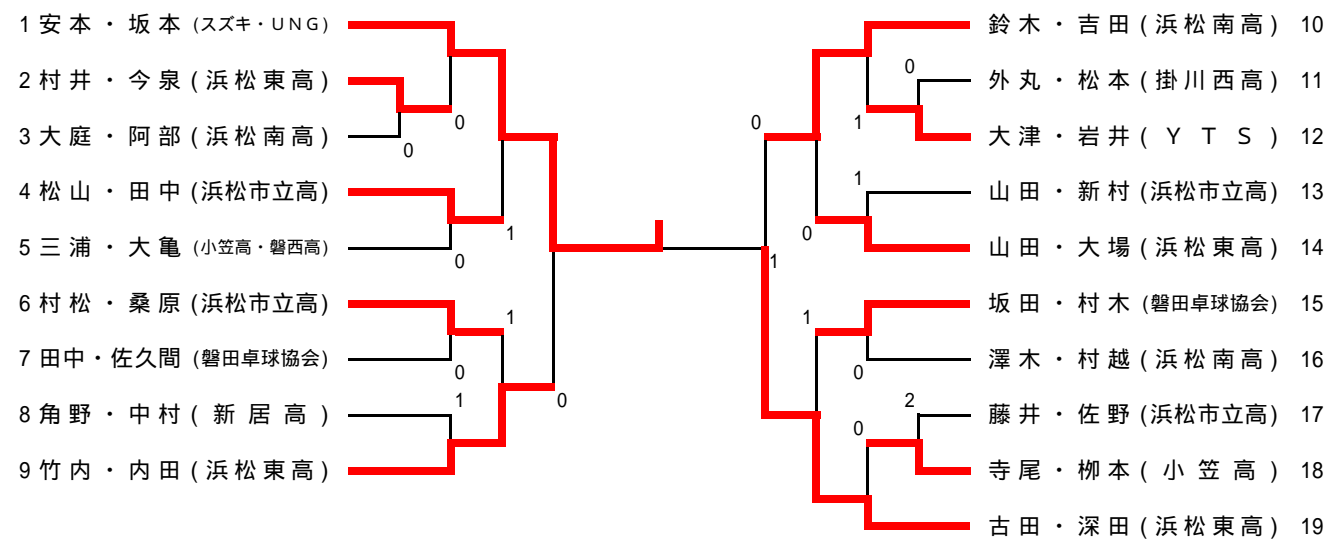 1 安本・坂本 (スズキ・UNG)
2 村井・今泉 (浜松東高)
3 大庭・阿部 (浜松南高)
4 松山・田中 (浜松市立高)
5 三浦・大亀 (小笠高・磐西高)
6 村松・桑原 (浜松市立高)
7 田中・佐久間 (磐田卓球協会)
8 角野・中村 (新居高)
9 竹内・内田 (浜松東高)
0
0
1
0
1
0
1
0
0
1
0
1
1
0
1
0
2
0
鈴木・吉田 (浜松南高) 10
外丸・松本 (掛川西高) 11
大津・岩井 (YTS) 12
山田・新村 (浜松市立高) 13
山田・大場 (浜松東高) 14
坂田・村木 (磐田卓球協会) 15
澤木・村越 (浜松南高) 16
藤井・佐野 (浜松市立高) 17
寺尾・栁本 (小笠高) 18
古田・深田 (浜松東高) 19